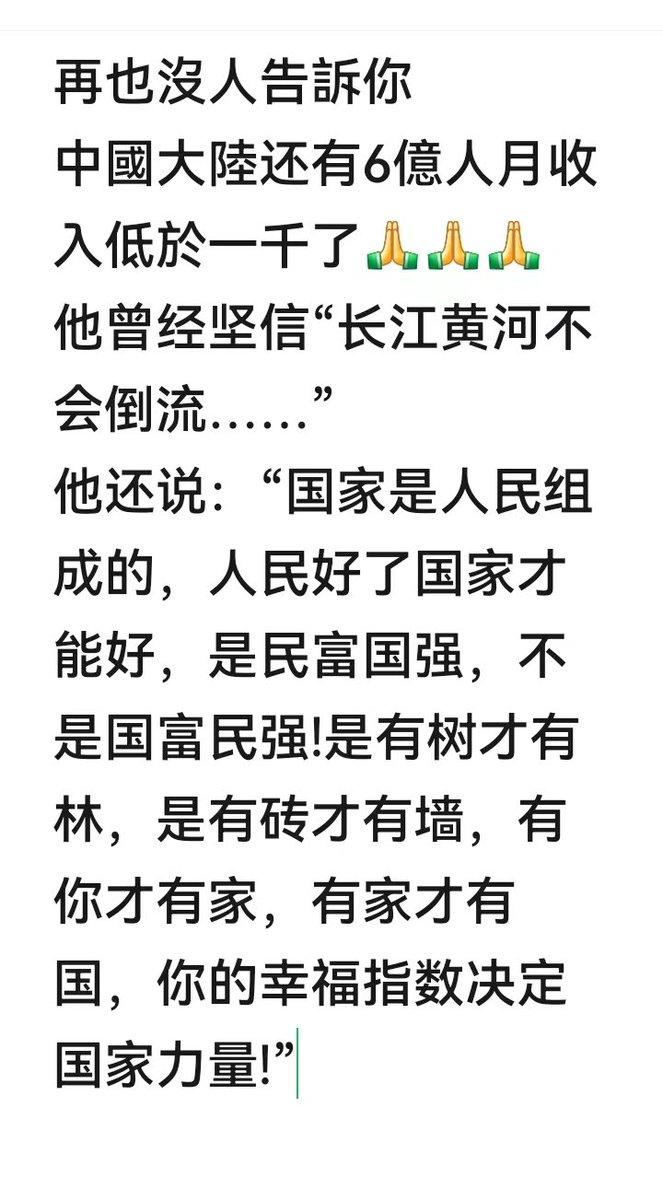 再也沒人告訴你
中國大陸还有6億人月收
入低於一千了🙏🙏🙏
他曾经坚信“长江黄河不
会倒流……”
他还说：“国家是人民组
成的，人民好了国家才
能好，是民富国强，不
是国富民强!是有树才有
林，是有砖才有墙，有
你才有家，有家才有
国，你的幸福指数决定
国家力量!”